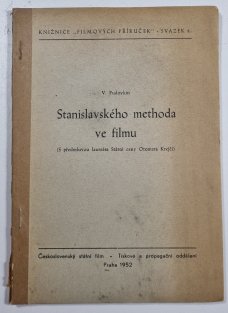 KNIŽNICE „FILMOVÝCH PŘÍRUČEK“ - SVAZEK 4.
V. Pudovkin
Stanislavského methoda
ve filmu
(S předmluvou laureáta Státní ceny Otomara Krejči)
Československý státní film - Tiskové a propagační oddělení
Praha 1952